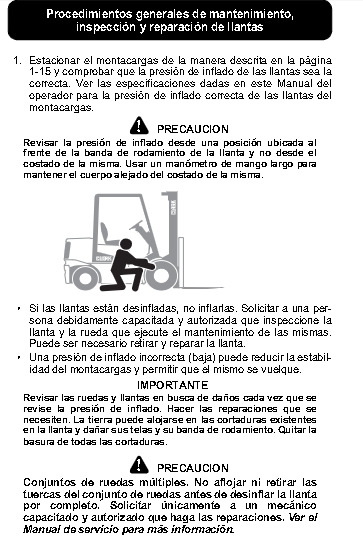 Procedimientos generales de mantenimiento,
inspección y reparación de llantas
1. Estacionar el montacargas de la manera descrita en la página
1-15 y comprobar que la presión de inflado de las llantas sea la
correcta. Ver las especificaciones dadas en este Manual del
operador para la presión de inflado correcta de las llantas del
montacargas.
PRECAUCION
Revisar la presión de inflado desde una posición ubicada al
frente de la banda de rodamiento de la llanta y no desde el
costado de la misma. Usar un manómetro de mango largo para
mantener el cuerpo alejado del costado de la misma.
CLARK
CLARK
• Si las llantas están desinfladas, no inflarlas. Solicitar a una per-
sona debidamente capacitada y autorizada que inspeccione la
llanta y la rueda que ejecute el mantenimiento de las mismas.
Puede ser necesario retirar y reparar la llanta.
• Una presión de inflado incorrecta (baja) puede reducir la estabil-
idad del montacargas y permitir que el mismo se vuelque.
IMPORTANTE
Revisar las ruedas y llantas en busca de daños cada vez que se
revise la presión de inflado. Hacer las reparaciones que se
necesiten. La tierra puede alojarse en las cortaduras existentes
en la llanta y dañar sus telas y su banda de rodamiento. Quitar la
basura de todas las cortaduras.
PRECAUCION
Conjuntos de ruedas múltiples. No aflojar ni retirar las
tuercas del conjunto de ruedas antes de desinflar la llanta
por completo. Solicitar únicamente a un mecánico
capacitado y autorizado que haga las reparaciones. Ver el
Manual de servicio para más información.